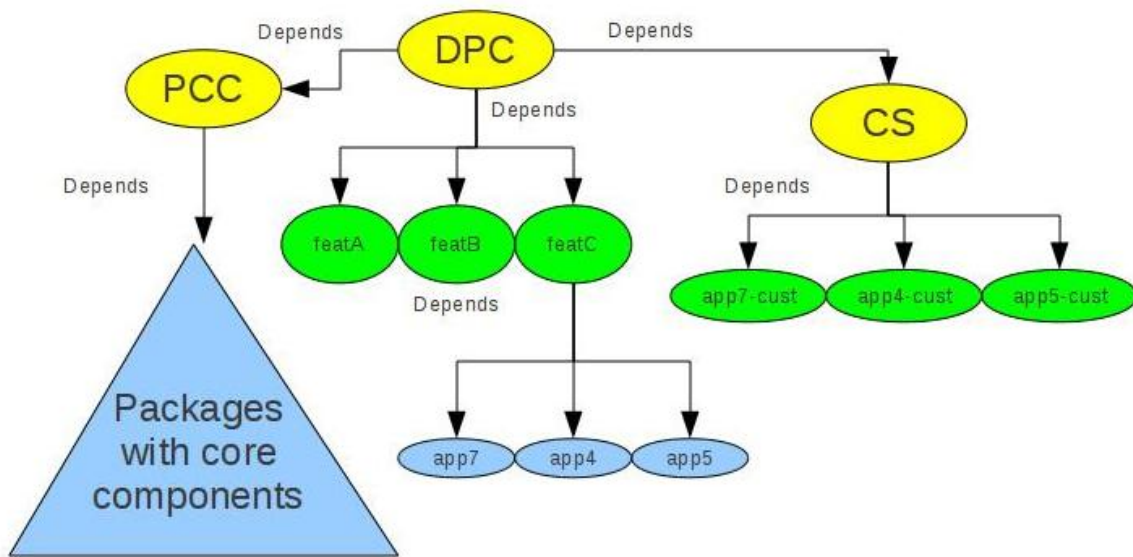 Depends
DPC
Depends
PCC
Depends
CS
Depends
Depends
featA
featB
featC
Depends
app7-cust
app4-cust
app5-cust
Packages
with core
components
app7
app4
app5